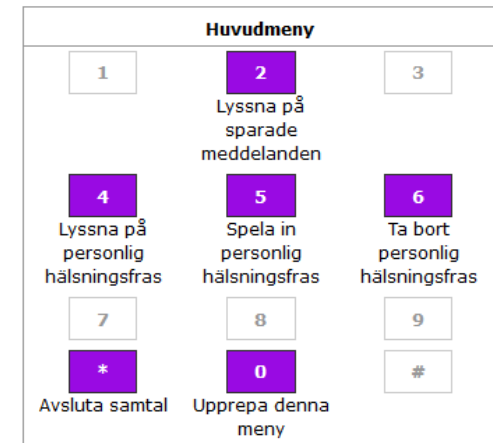 Huvudmeny
1 2 3
Lyssna på
sparade
meddelanden
4 5 6
Lyssna på Spela in Ta bort
personlig personlig personlig
hälsningsfras hälsningsfras hälsningsfras
7 8 9
* 0 #
Avsluta samtal Upprepa denna
meny